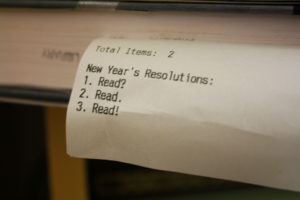 Total Items: 2
New Year's Resolutions:
1. Read?
2. Read.
3. Read!